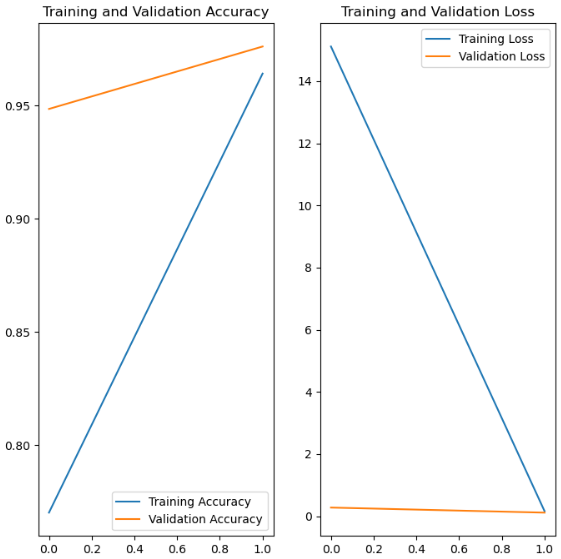 Training and Validation Accuracy
0.95
0.90
0.85
0.80
Training Accuracy
Validation Accuracy
0.0 0.2 0.4 0.6 0.8 1.0
Training and Validation Loss
Training Loss
Validation Loss
14
12
10
8
6
4
2
0
0.0 0.2 0.4 0.6 0.8 1.0